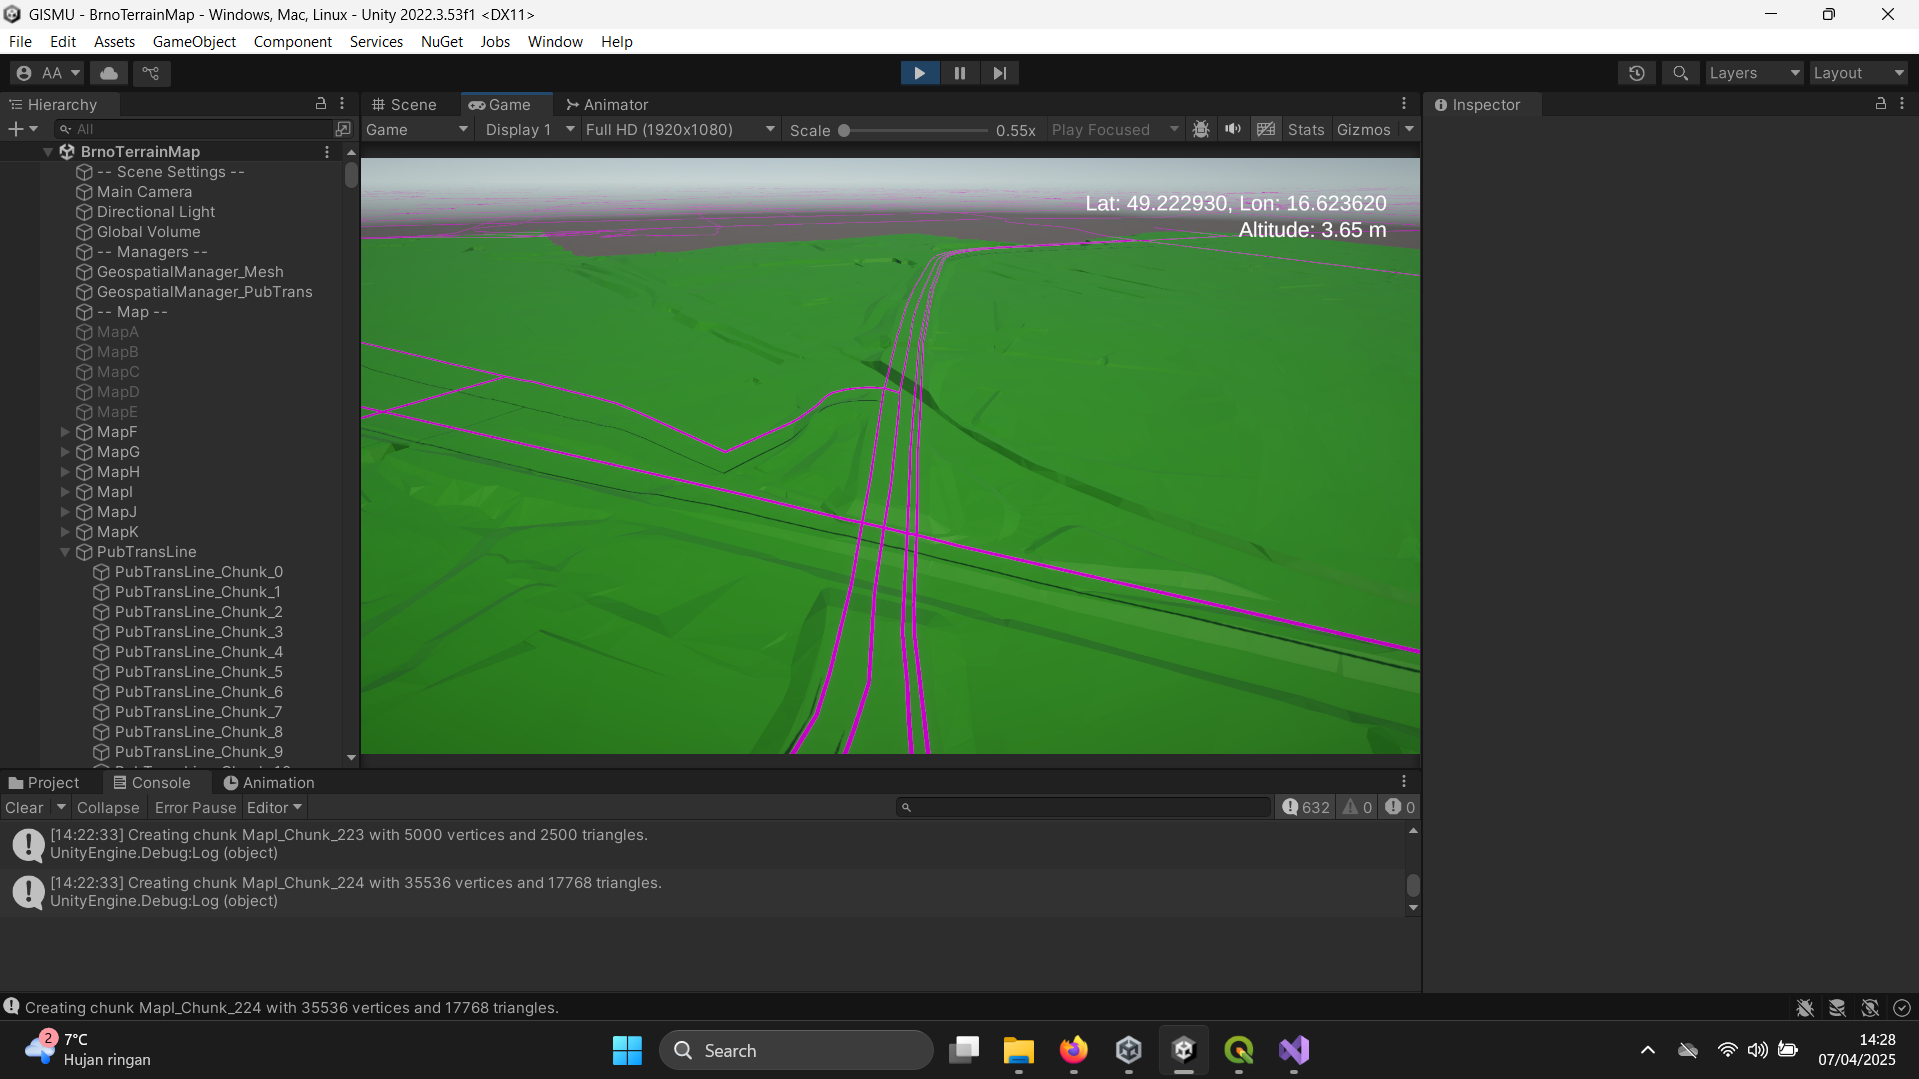 GISMU - BrnoTerrainMap - Windows, Mac, Linux - Unity 2022.3.53f1 <DX11>
File Edit Assets GameObject Component Services NuGet Jobs Window Help
AA Layers Layout
Hierarchy
All
BrnoTerrainMap
-- Scene Settings --
Main Camera
Directional Light
Global Volume
-- Managers --
GeospatialManager_Mesh
GeospatialManager_PubTrans
-- Map --
MapA
MapB
MapC
MapD
MapE
MapF
MapG
MapH
MapI
MapJ
MapK
PubTransLine
PubTransLine_Chunk_0
PubTransLine_Chunk_1
PubTransLine_Chunk_2
PubTransLine_Chunk_3
PubTransLine_Chunk_4
PubTransLine_Chunk_5
PubTransLine_Chunk_6
PubTransLine_Chunk_7
PubTransLine_Chunk_8
PubTransLine_Chunk_9
Scene Game Animator
Game Display 1 Full HD (1920x1080) Scale 0.55x Play Focused Stats Gizmos
Lat: 49.222930, Lon: 16.623620
Altitude: 3.65 m
Inspector
Project Console Animation
Clear Collapse Error Pause Editor 632 0 0
[14:22:33] Creating chunk MapI_Chunk_223 with 5000 vertices and 2500 triangles.
UnityEngine.Debug:Log (object)
[14:22:33] Creating chunk MapI_Chunk_224 with 35536 vertices and 17768 triangles.
UnityEngine.Debug:Log (object)
Creating chunk MapI_Chunk_224 with 35536 vertices and 17768 triangles.
2
7°C
Hujan ringan
Search
14:28
07/04/2025